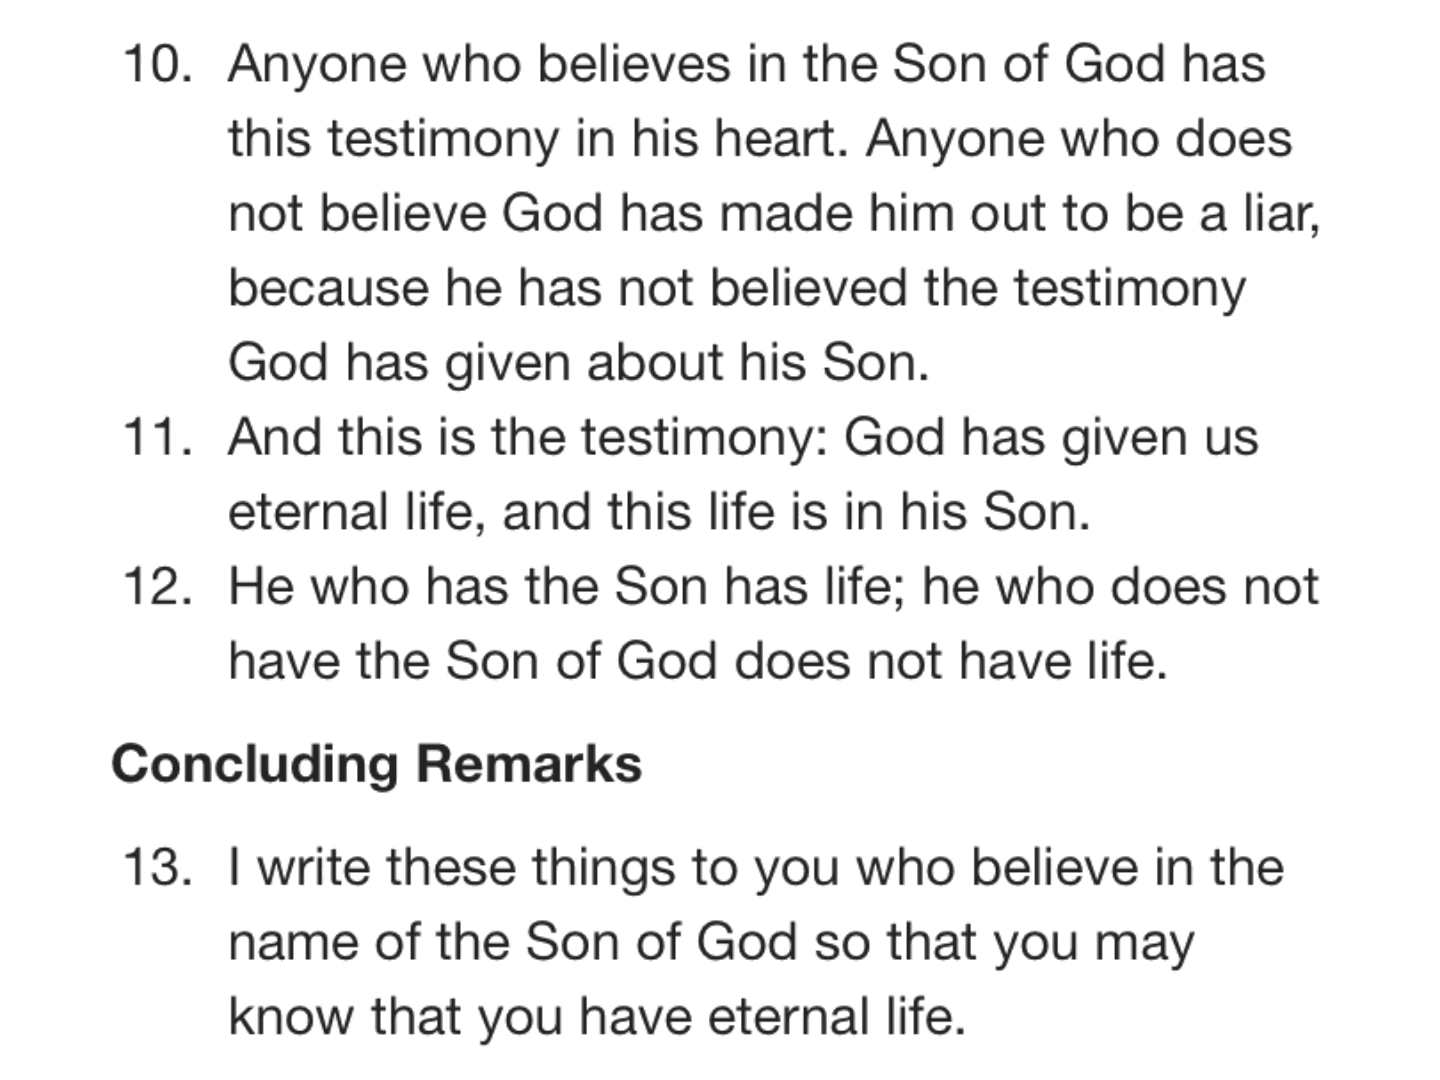 10. Anyone who believes in the Son of God has
this testimony in his heart. Anyone who does
not believe God has made him out to be a liar,
because he has not believed the testimony
God has given about his Son.
11. And this is the testimony: God has given us
eternal life, and this life is in his Son.
12. He who has the Son has life; he who does not
have the Son of God does not have life.
Concluding Remarks
13. I write these things to you who believe in the
name of the Son of God so that you may
know that you have eternal life.